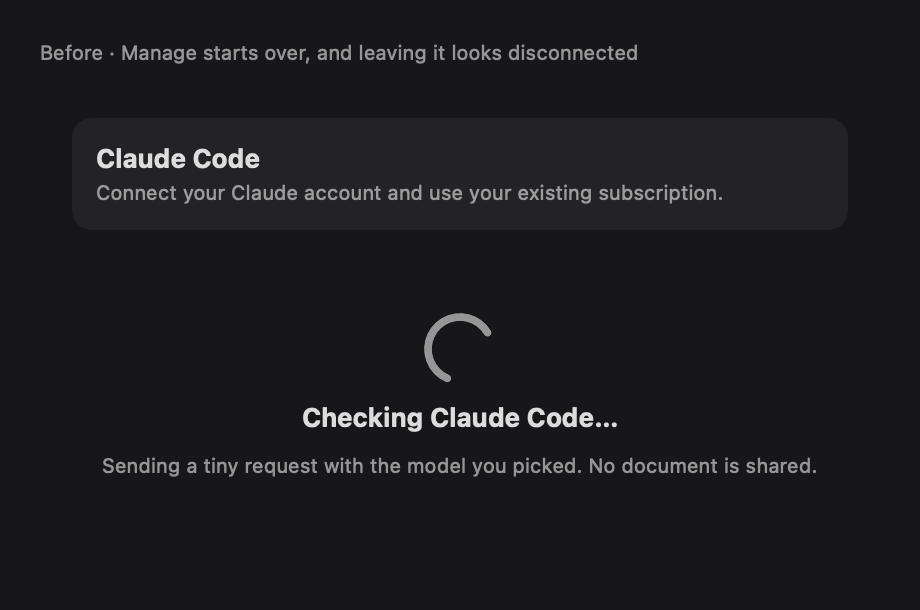 Before · Manage starts over, and leaving it looks disconnected
Claude Code
Connect your Claude account and use your existing subscription.
Checking Claude Code...
Sending a tiny request with the model you picked. No document is shared.